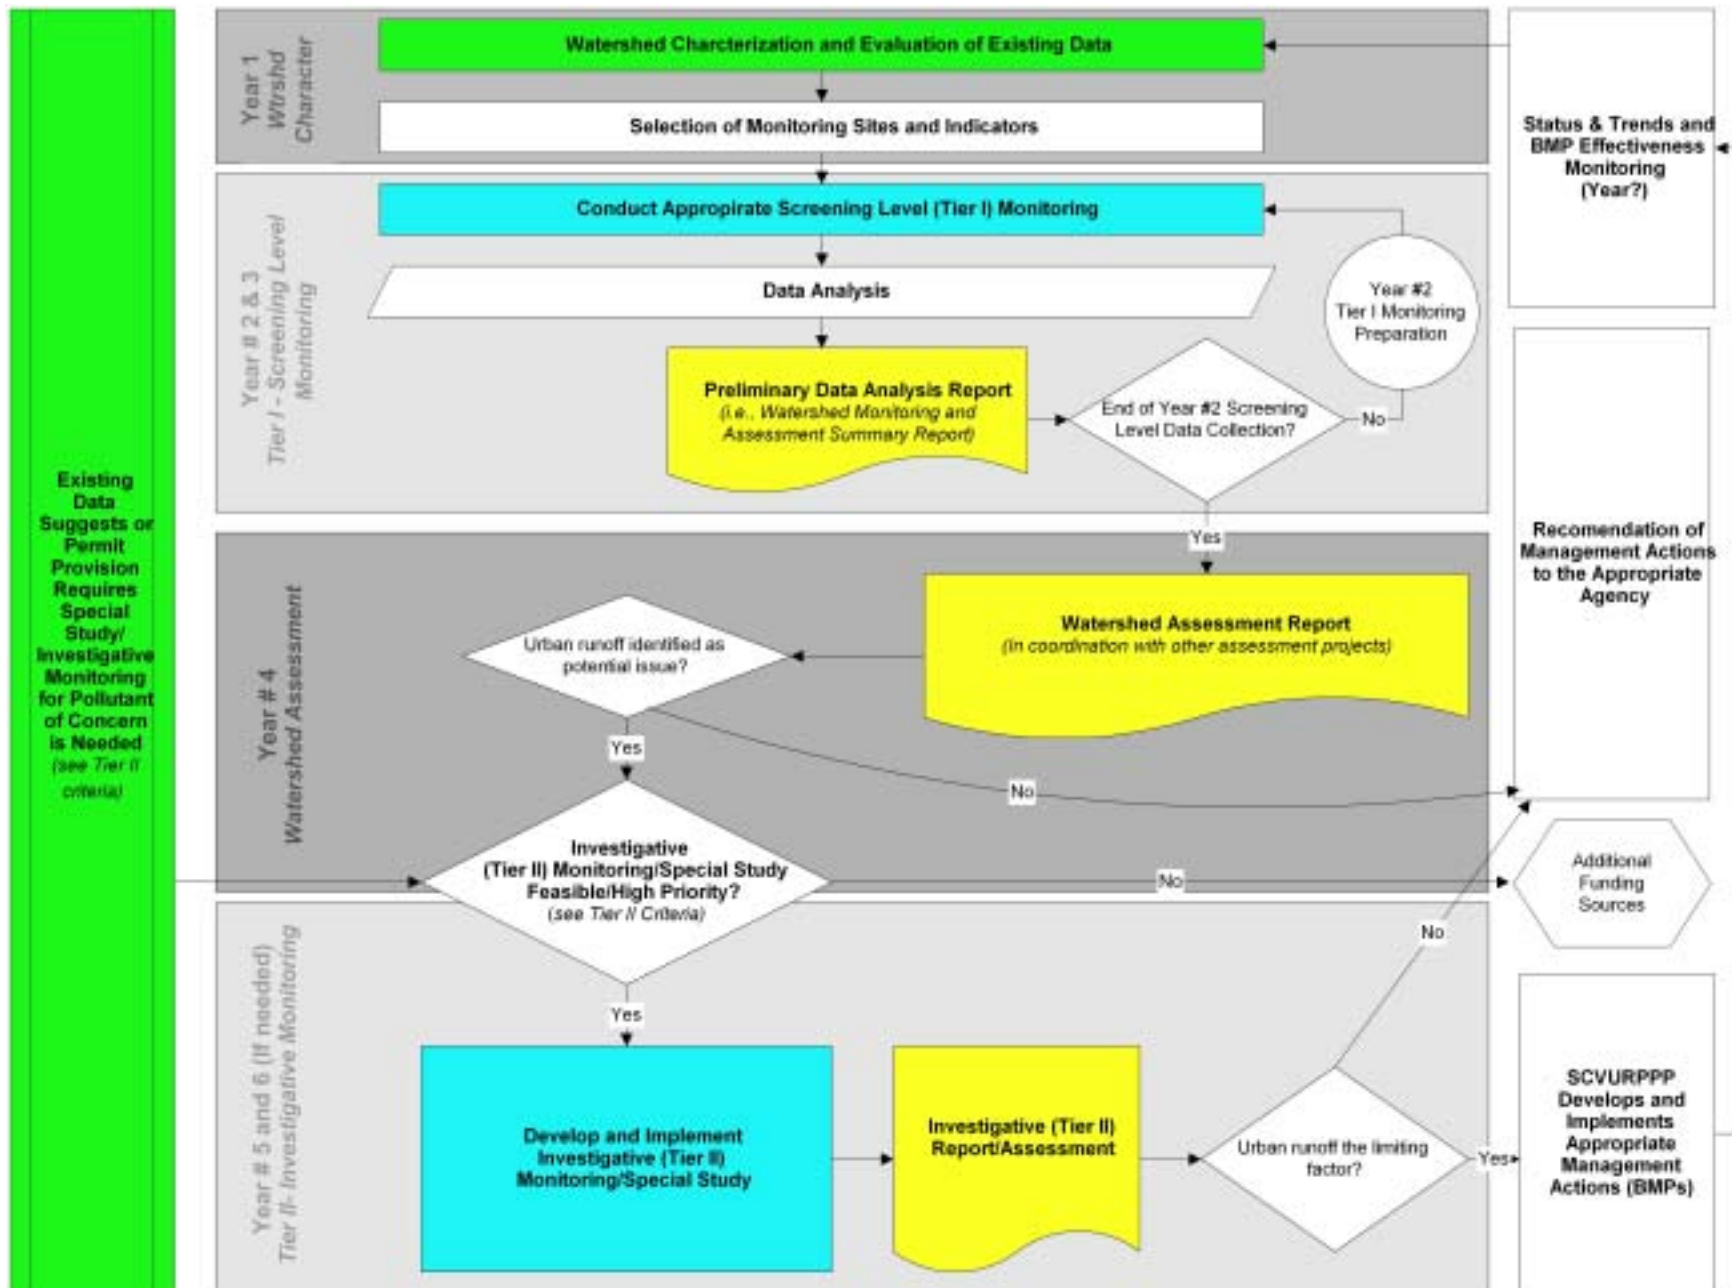 Existing
Data
Suggests or
Permit
Provision
Requires
Special
Study/
Investigative
Monitoring
for Pollutant
of Concern
is Needed
(see Tier II
criteria)
Year 1
Wtrshd
Character
Watershed Charcterization and Evaluation of Existing Data
Selection of Monitoring Sites and Indicators
Year # 2 & 3
Tier I - Screening Level
Monitoring
Conduct Appropirate Screening Level (Tier I) Monitoring
Data Analysis
Preliminary Data Analysis Report
(i.e., Watershed Monitoring and
Assessment Summary Report)
End of Year #2 Screening
Level Data Collection?
No
Year #2
Tier I Monitoring
Preparation
Yes
Year # 4
Watershed Assessment
Watershed Assessment Report
(In coordination with other assessment projects)
Urban runoff identified as
potential issue?
Yes
No
Investigative
(Tier II) Monitoring/Special Study
Feasible/High Priority?
(see Tier II Criteria)
No
Yes
Year # 5 and 6 (If needed)
Tier II- Investigative Monitoring
Develop and Implement
Investigative (Tier II)
Monitoring/Special Study
Investigative (Tier II)
Report/Assessment
Urban runoff the limiting
factor?
No
Yes
Status & Trends and
BMP Effectiveness
Monitoring
(Year?)
Recomendation of
Management Actions
to the Appropriate
Agency
Additional
Funding
Sources
SCVURPPP
Develops and
Implements
Appropriate
Management
Actions (BMPs)